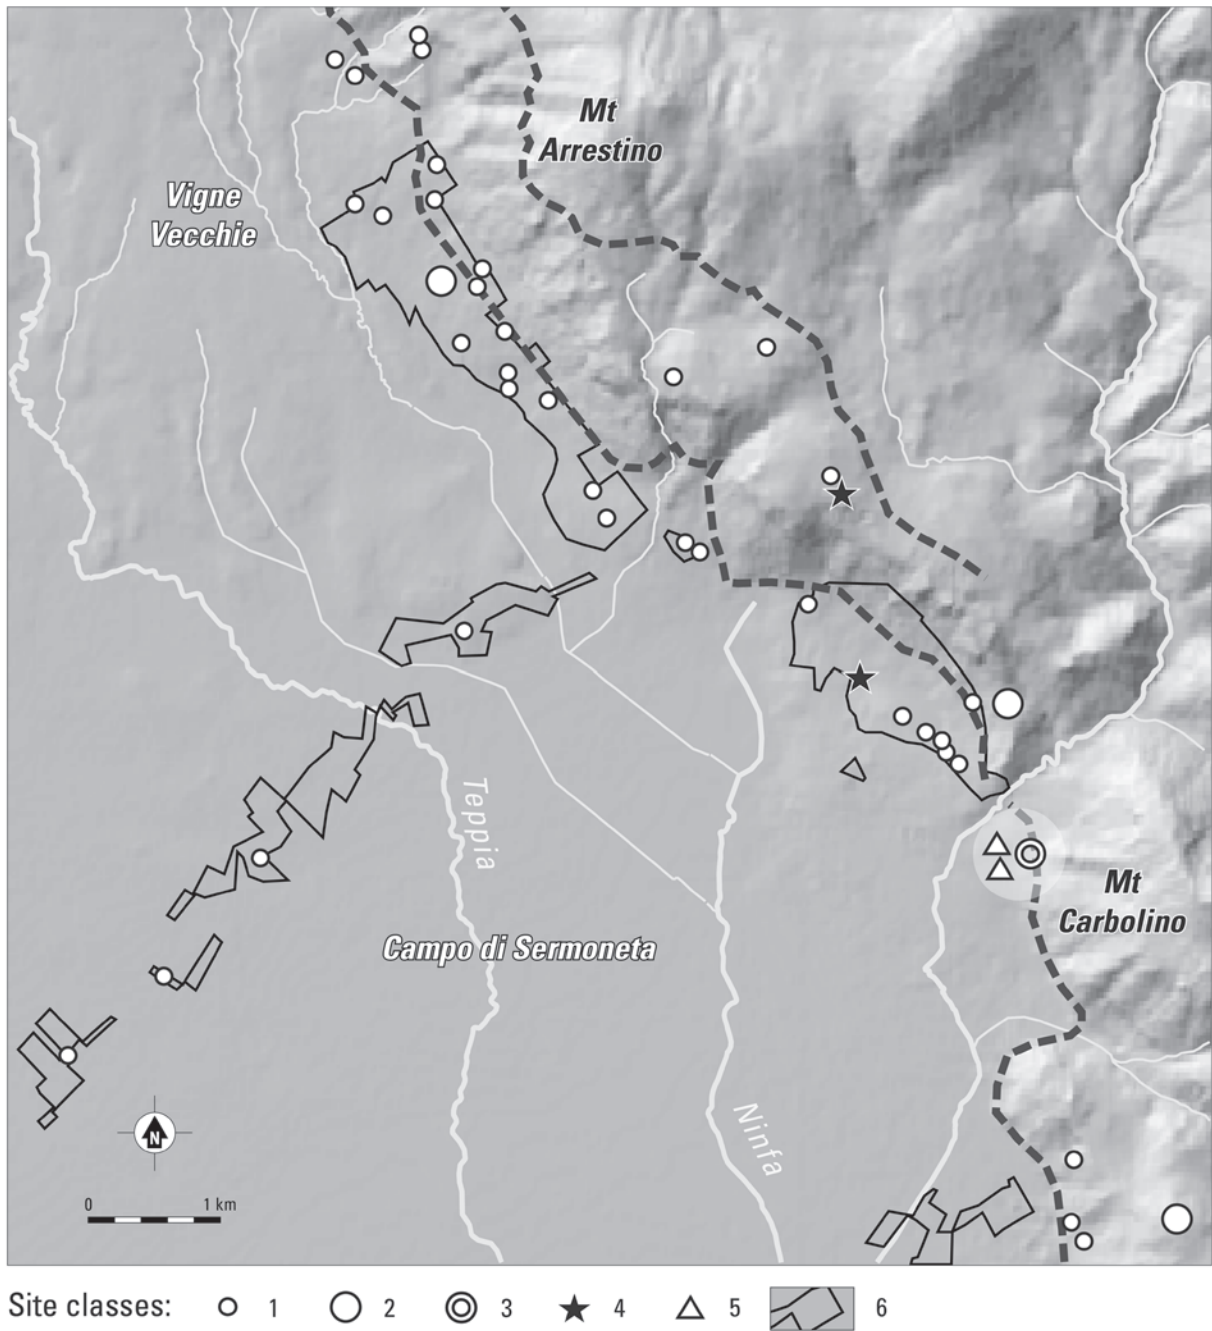 Mt
Arrestino
Vigne
Vecchie
Teppia
Mt
Carbolino
Campo di Sermoneta
Ninfa
N
0 1 km
Site classes: 1 2 3 4 5 6